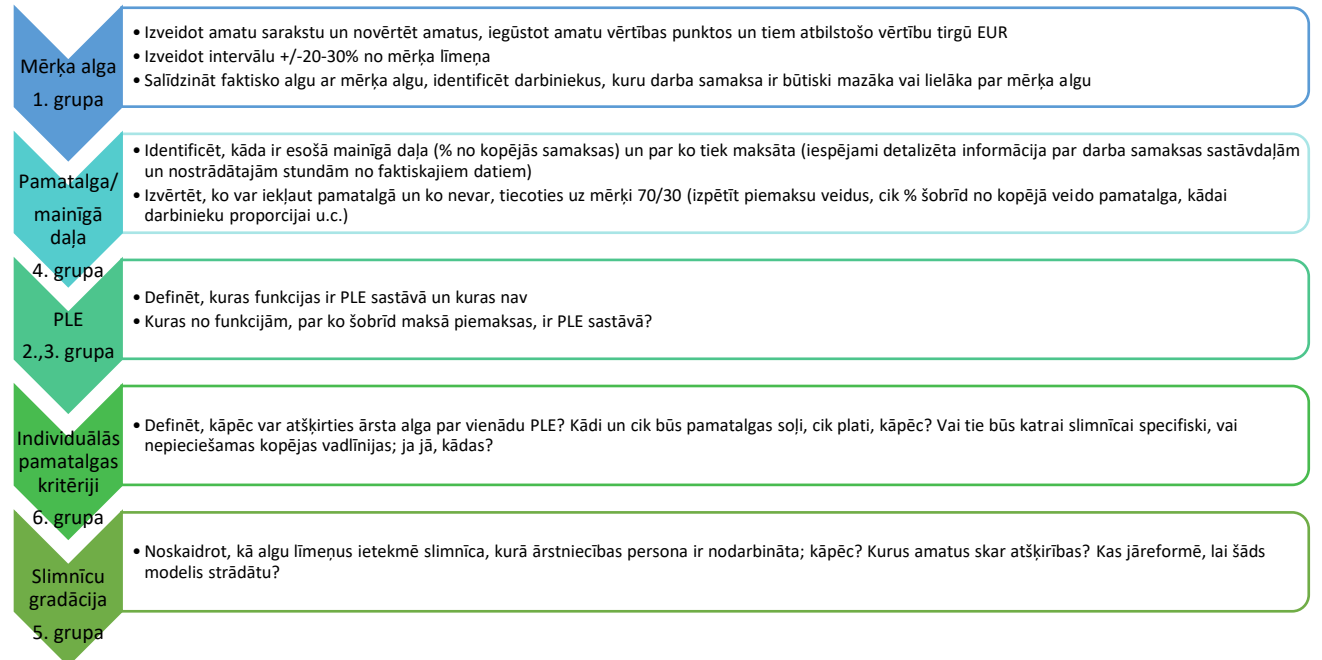 Mērķa alga
1. grupa
• Izveidot amatu sarakstu un novērtēt amatus, iegūstot amatu vērtības punktos un tiem atbilstošo vērtību tirgū EUR
• Izveidot intervālu +/-20-30% no mērķa līmeņa
• Salīdzināt faktisko algu ar mērķa algu, identificēt darbiniekus, kuru darba samaksa ir būtiski mazāka vai lielāka par mērķa algu
Pamatalga/
mainīgā
daļa
4. grupa
• Identificēt, kāda ir esošā mainīgā daļa (% no kopējās samaksas) un par ko tiek maksāta (iespējami detalizēta informācija par darba samaksas sastāvdaļām
un nostrādātajām stundām no faktiskajiem datiem)
• Izvērtēt, ko var iekļaut pamatalgā un ko nevar, tiecoties uz mērķi 70/30 (izpētīt piemaksu veidus, cik % šobrīd no kopējā veido pamatalga, kādai
darbinieku proporcijai u.c.)
PLE
2.,3. grupa
• Definēt, kuras funkcijas ir PLE sastāvā un kuras nav
• Kuras no funkcijām, par ko šobrīd maksā piemaksas, ir PLE sastāvā?
Individuālās
pamatalgas
kritēriji
6. grupa
• Definēt, kāpēc var atšķirties ārsta alga par vienādu PLE? Kādi un cik būs pamatalgas soļi, cik plati, kāpēc? Vai tie būs katrai slimnīcai specifiski, vai
nepieciešamas kopējas vadlīnijas; ja jā, kādas?
Slimnīcu
gradācija
5. grupa
• Noskaidrot, kā algu līmeņus ietekmē slimnīca, kurā ārstniecības persona ir nodarbināta; kāpēc? Kurus amatus skar atšķirības? Kas jāreformē, lai šāds
modelis strādātu?